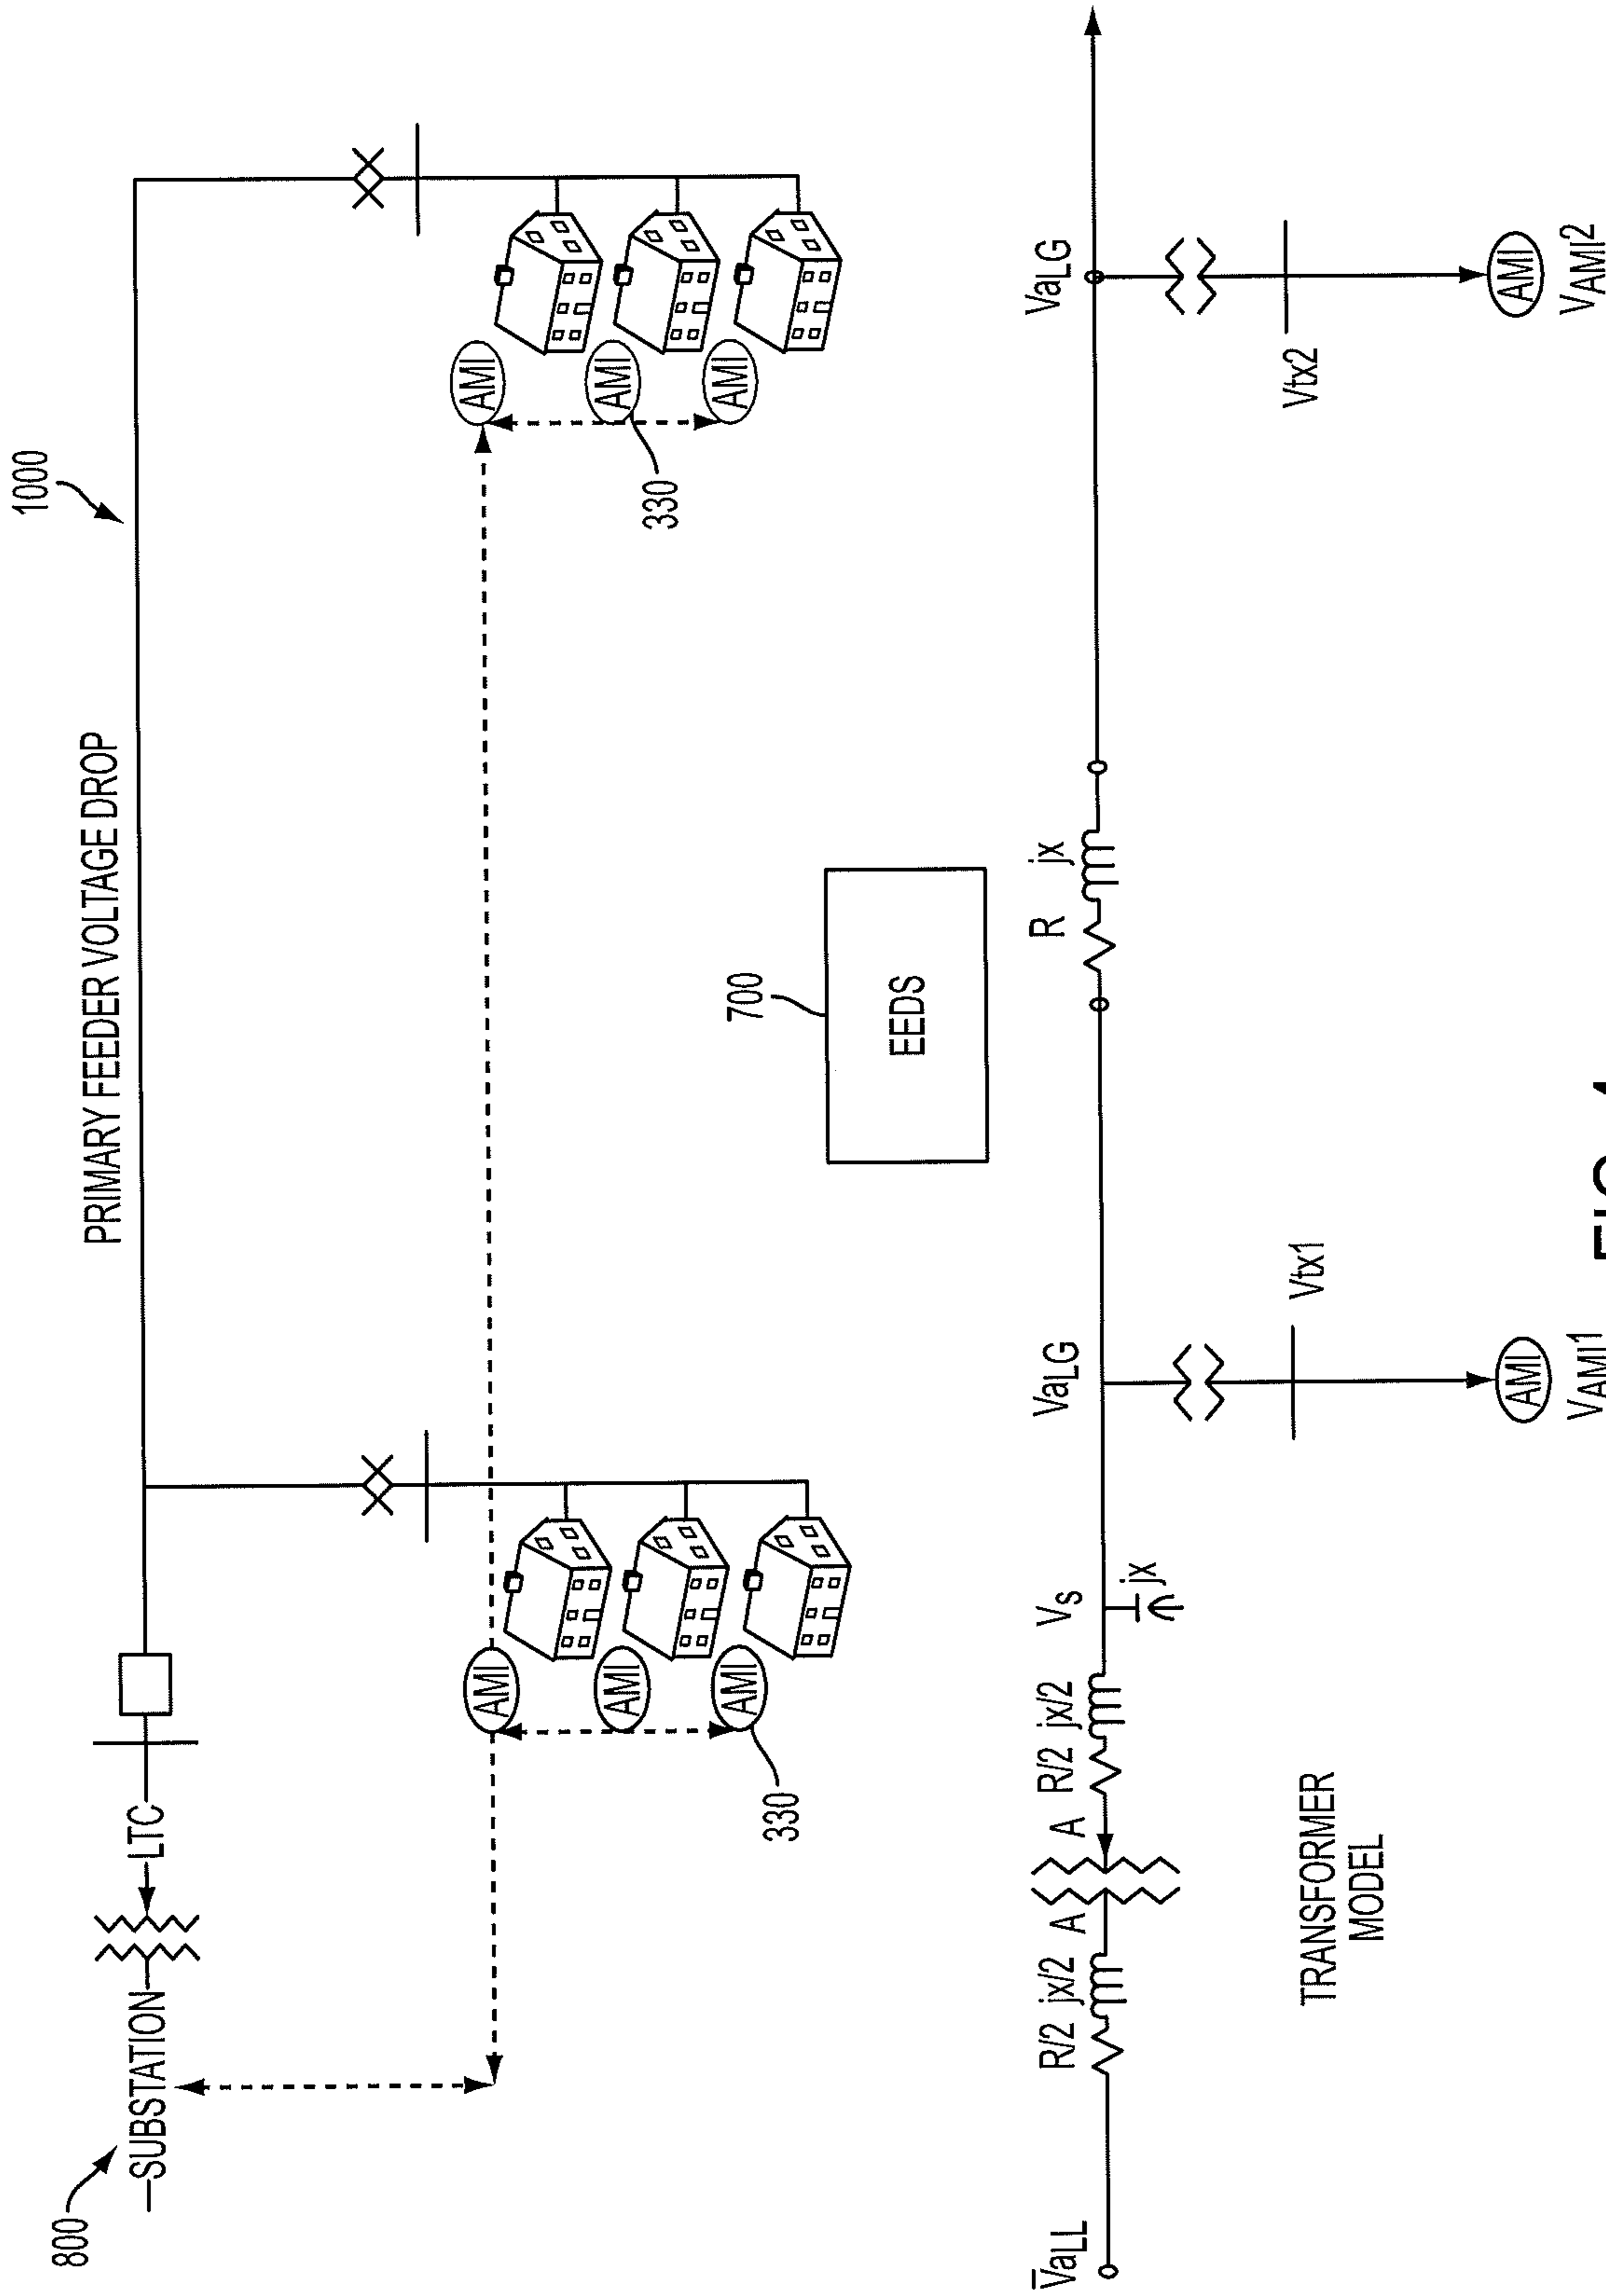 1000
PRIMARY FEEDER VOLTAGE DROP
800
SUBSTATION
LTC
AMI
AMI
AMI
330
AMI
AMI
AMI
330
700
EEDS
V̅aLL
R/2 jx/2
A
A
R/2 jx/2
VS
jx
VaLG
R
jx
VaLG
TRANSFORMER
MODEL
Vtx1
Vtx2
AMI
VAMI1
AMI
VAMI2